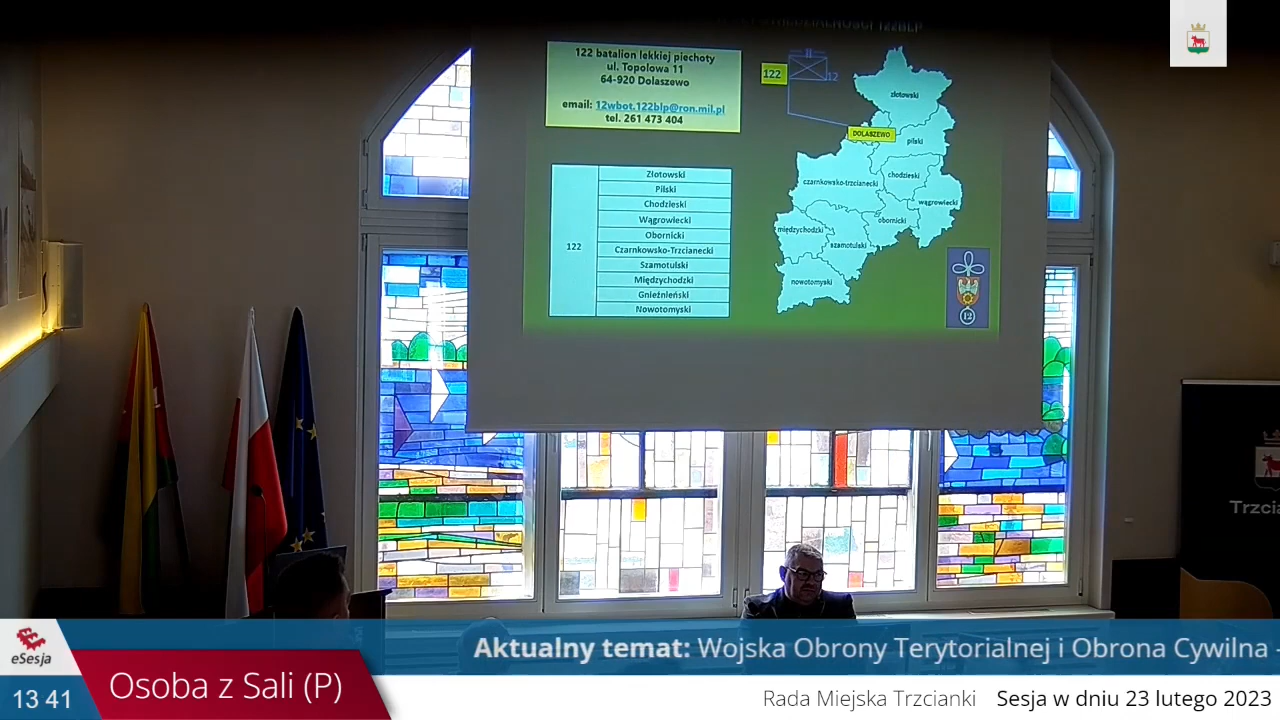 122BLP
122 batalion lekkiej piechoty
ul. Topolowa 11
64-920 Dolaszewo
email: 12wbot.122blp@ron.mil.pl
tel. 261 473 404
122
II
12
DOLASZEWO
złotowski
pilski
chodzieski
czarnkowsko-trzcianecki
wągrowiecki
obornicki
międzychodzki
szamotulski
nowotomyski
122
Złotowski
Pilski
Chodzieski
Wągrowiecki
Obornicki
Czarnkowsko-Trzcianecki
Szamotulski
Międzychodzki
Gnieźnieński
Nowotomyski
12
Trzcia
eSesja
Aktualny temat: Wojska Obrony Terytorialnej i Obrona Cywilna -
13 41
Osoba z Sali (P)
Rada Miejska Trzcianki Sesja w dniu 23 lutego 2023